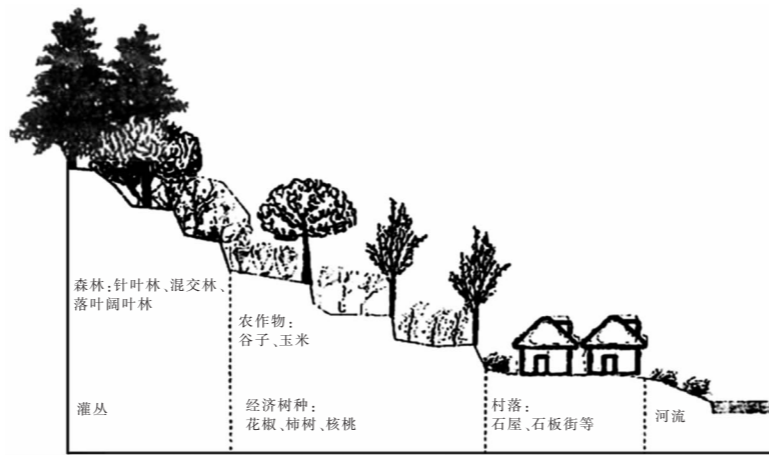 森林:针叶林、混交林、
落叶阔叶林
灌丛
农作物:
谷子、玉米
经济树种:
花椒、柿树、核桃
村落:
石屋、石板街等
河流